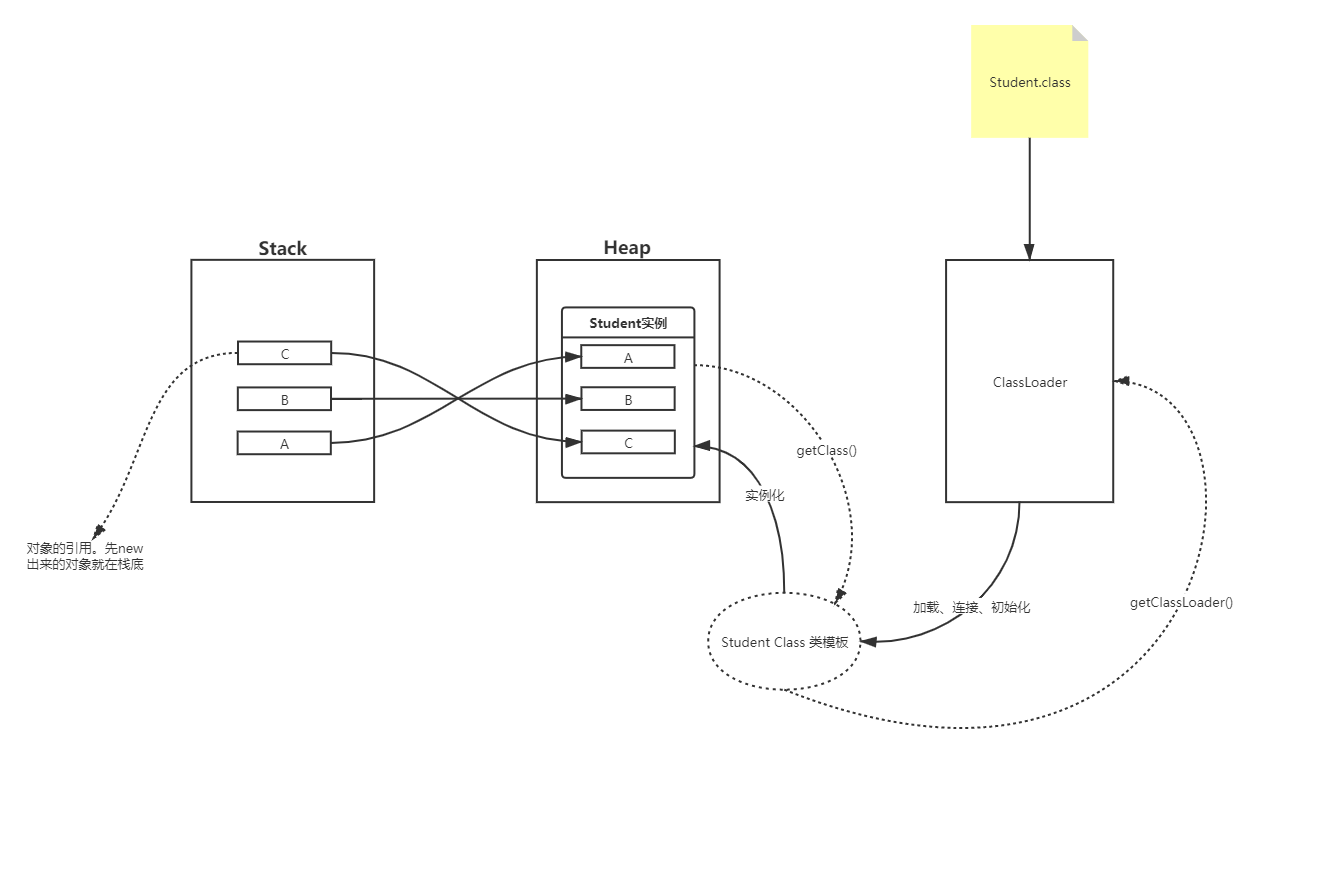 Student.class
Stack
Heap
Student实例
C
A
ClassLoader
B
B
A
C
getClass()
实例化
对象的引用。先new
出来的对象就在栈底
加载、连接、初始化
getClassLoader()
Student Class 类模板